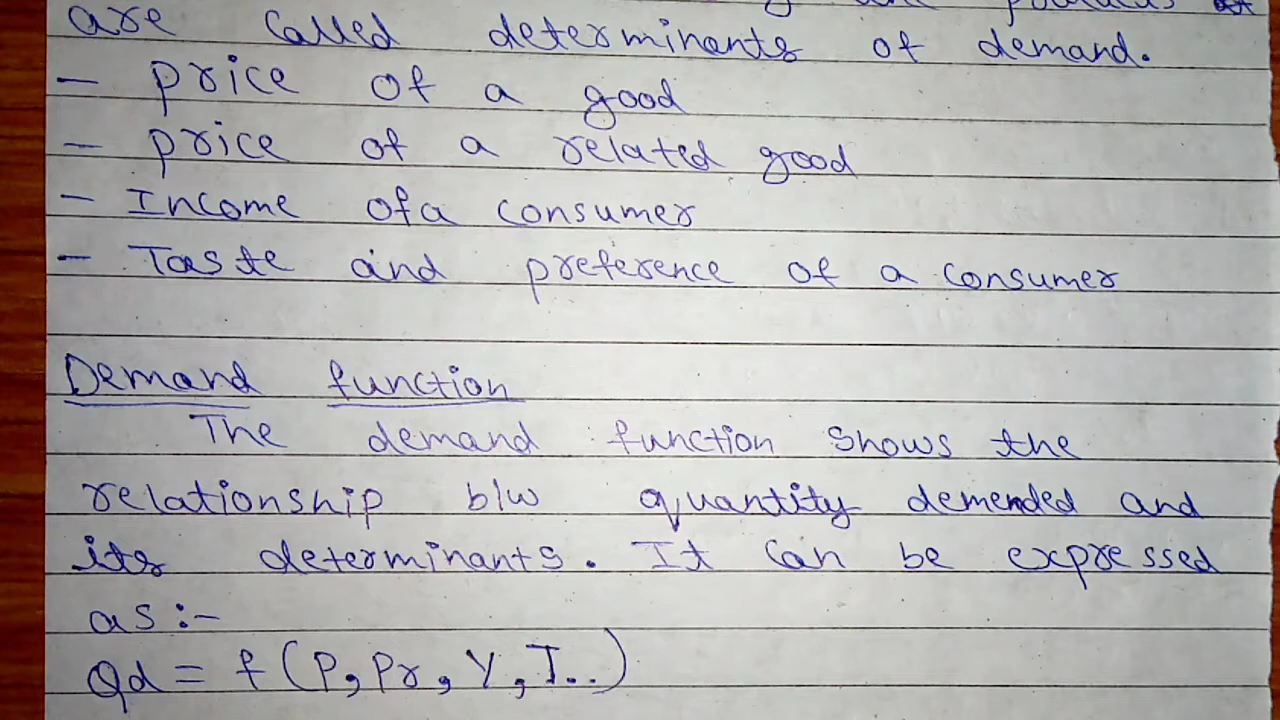 are called determinants of demand.
- price of a good
- price of a related good
- Income of a consumer
- Taste and preference of a consumer
Demand function
The demand function shows the
relationship b/w quantity demended and
its determinants. It can be expressed
as :-
Qd = f (P, Pr, Y, T..)